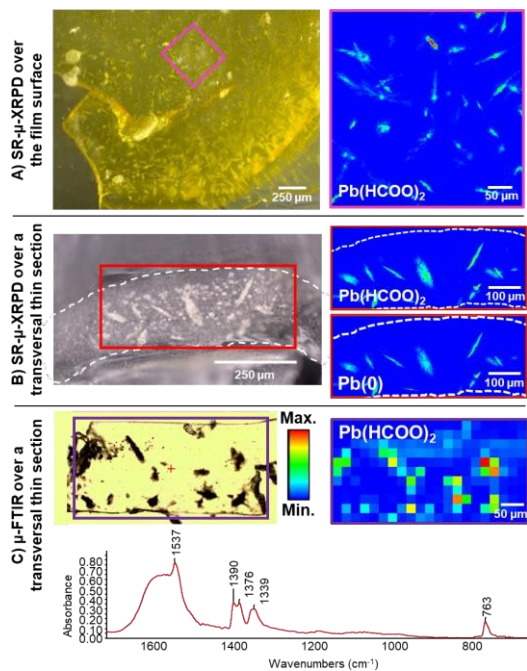 A) SR-µ-XRPD over
the film surface
250 µm
Pb(HCOO)₂
50 µm
B) SR-µ-XRPD over a
transversal thin section
250 µm
Pb(HCOO)₂
100 µm
Pb(0)
100 µm
C) µ-FTIR over a
transversal thin section
Max.
Min.
Pb(HCOO)₂
50 µm
Absorbance
0.80
0.70
0.60
0.50
0.40
0.30
0.20
0.10
0.00
1537
1390
1376
1339
763
1600 1400 1200 1000 800
Wavenumbers (cm⁻¹)